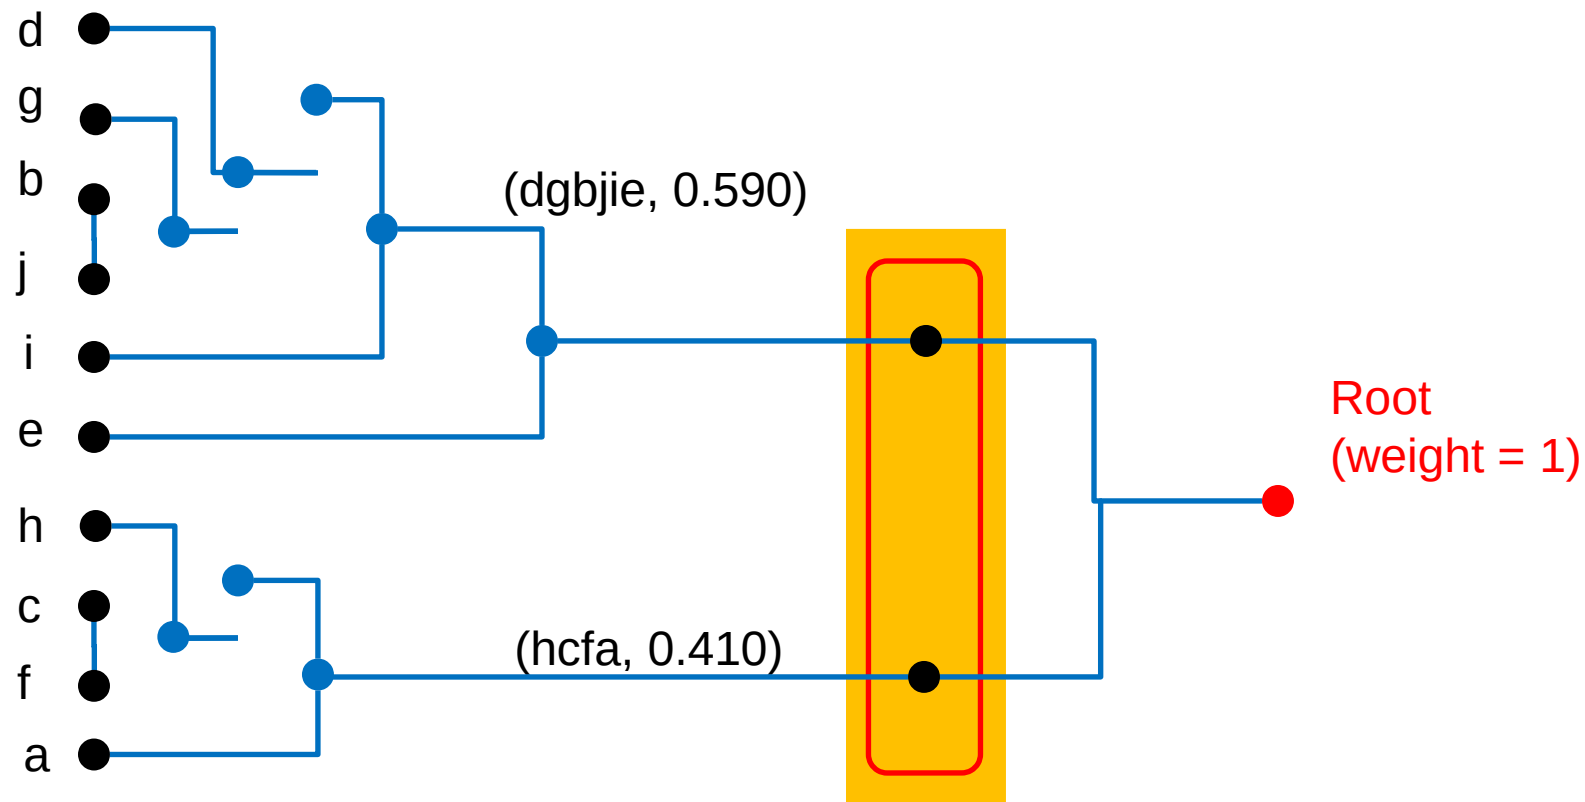 d
g
b
j
i
e
h
c
f
a
(dgbjie, 0.590)
(hcfa, 0.410)
Root
(weight = 1)